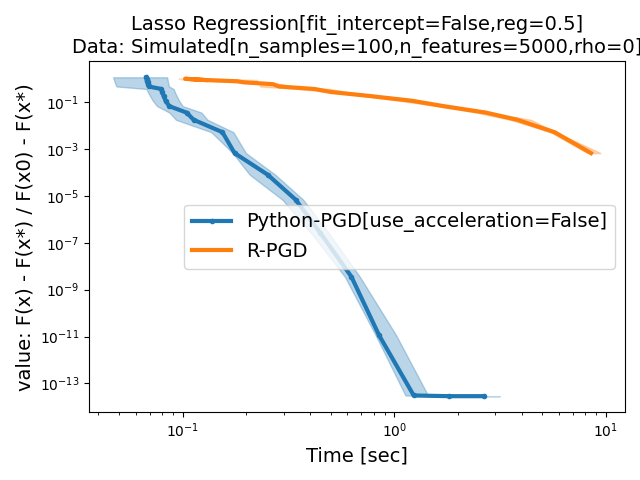 Lasso Regression[fit_intercept=False,reg=0.5]
Data: Simulated[n_samples=100,n_features=5000,rho=0]
value: F(x) - F(x*) / F(x0) - F(x*)
10⁻¹
10⁻³
10⁻⁵
10⁻⁷
10⁻⁹
10⁻¹¹
10⁻¹³
Python-PGD[use_acceleration=False]
R-PGD
10⁻¹ 10⁰ 10¹
Time [sec]